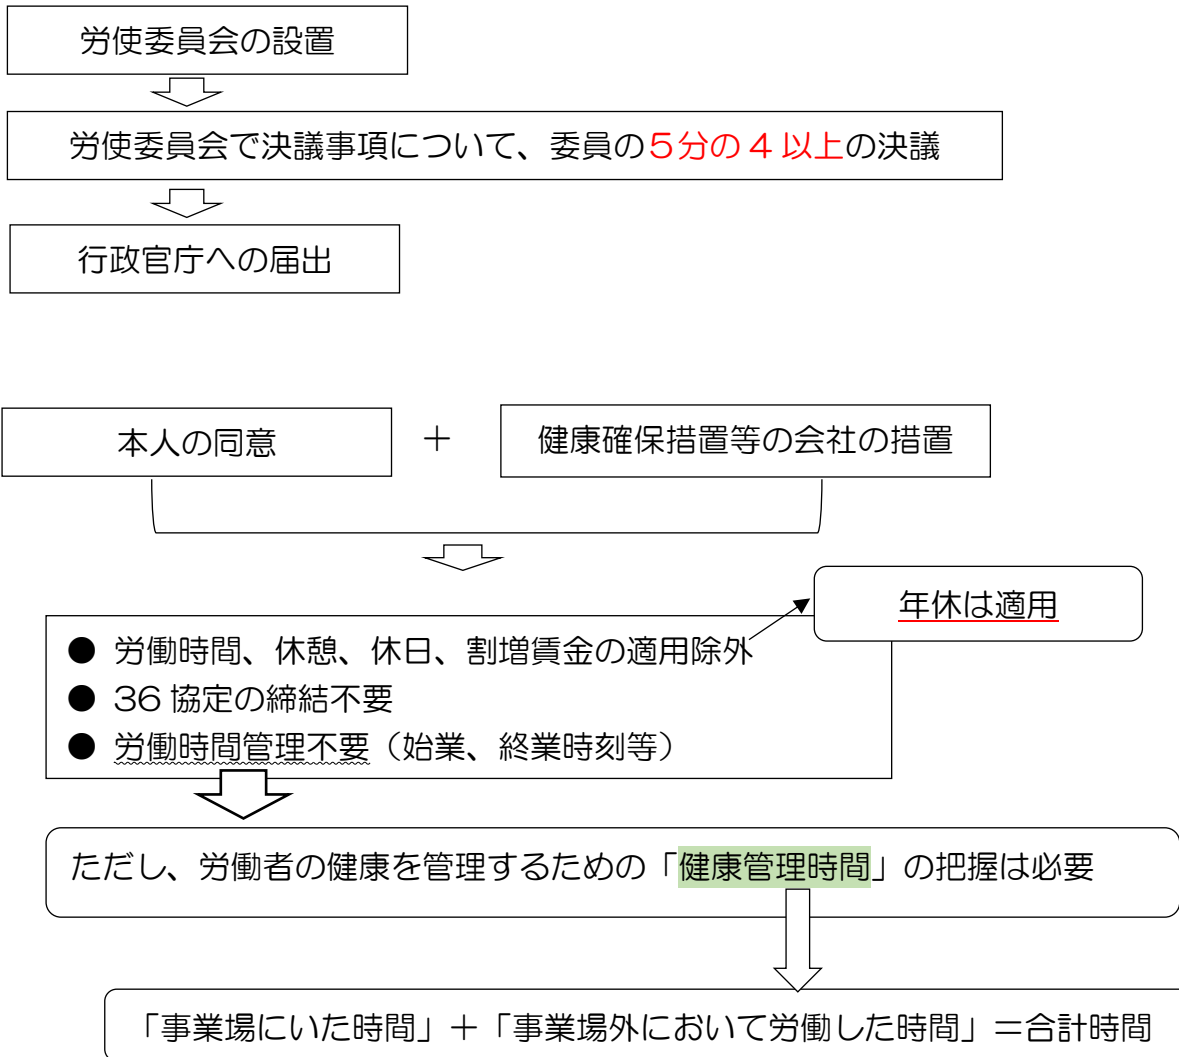 労使委員会の設置
労使委員会で決議事項について、委員の５分の４以上の決議
行政官庁への届出
本人の同意
＋
健康確保措置等の会社の措置
年休は適用
● 労働時間、休憩、休日、割増賃金の適用除外
● 36 協定の締結不要
● 労働時間管理不要（始業、終業時刻等）
ただし、労働者の健康を管理するための「健康管理時間」の把握は必要
「事業場にいた時間」＋「事業場外において労働した時間」＝合計時間